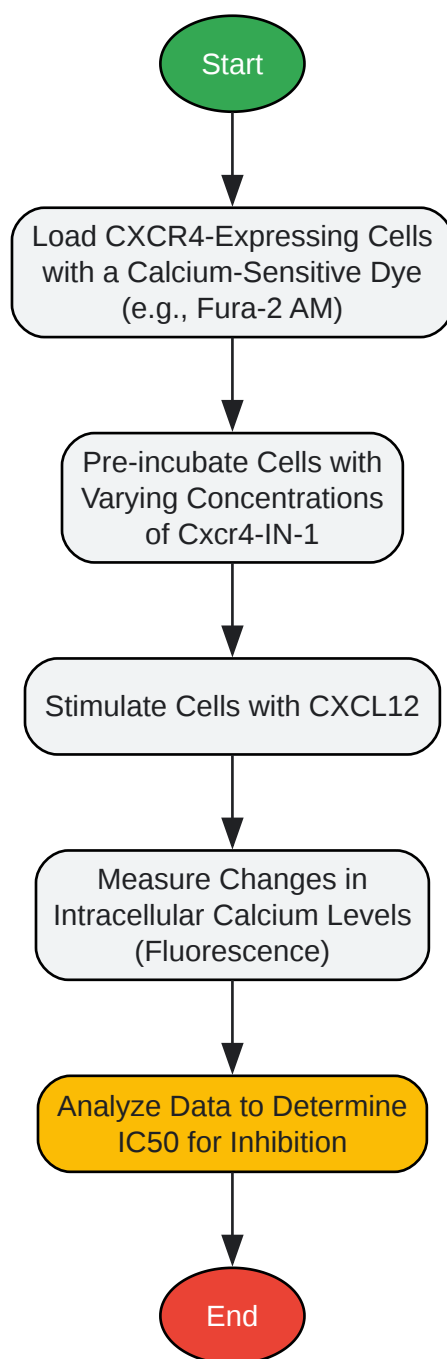 Start
Load CXCR4-Expressing Cells
with a Calcium-Sensitive Dye
(e.g., Fura-2 AM)
Pre-incubate Cells with
Varying Concentrations
of Cxcr4-IN-1
Stimulate Cells with CXCL12
Measure Changes in
Intracellular Calcium Levels
(Fluorescence)
Analyze Data to Determine
IC50 for Inhibition
End